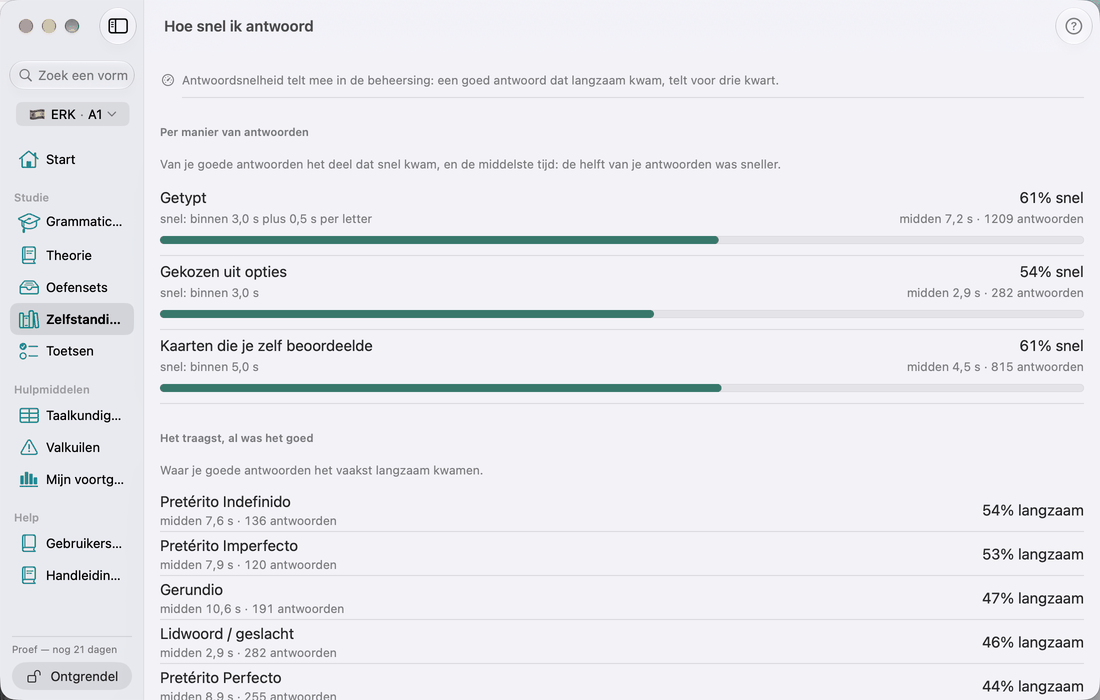 Hoe snel ik antwoord
Zoek een vorm
ERK · A1
Start
Studie
Grammatic...
Theorie
Oefensets
Zelfstandi...
Toetsen
Hulpmiddelen
Taalkundig...
Valkuilen
Mijn voortg...
Help
Gebruikers...
Handleidin...
Proef — nog 21 dagen
Ontgrendel
Antwoordsnelheid telt mee in de beheersing: een goed antwoord dat langzaam kwam, telt voor drie kwart.
Per manier van antwoorden
Van je goede antwoorden het deel dat snel kwam, en de middelste tijd: de helft van je antwoorden was sneller.
Getypt
61% snel
snel: binnen 3,0 s plus 0,5 s per letter
midden 7,2 s · 1209 antwoorden
Gekozen uit opties
54% snel
snel: binnen 3,0 s
midden 2,9 s · 282 antwoorden
Kaarten die je zelf beoordeelde
61% snel
snel: binnen 5,0 s
midden 4,5 s · 815 antwoorden
Het traagst, al was het goed
Waar je goede antwoorden het vaakst langzaam kwamen.
Pretérito Indefinido
midden 7,6 s · 136 antwoorden
54% langzaam
Pretérito Imperfecto
midden 7,9 s · 120 antwoorden
53% langzaam
Gerundio
midden 10,6 s · 191 antwoorden
47% langzaam
Lidwoord / geslacht
midden 2,9 s · 282 antwoorden
46% langzaam
Pretérito Perfecto
midden 8,9 s · 255 antwoorden
44% langzaam